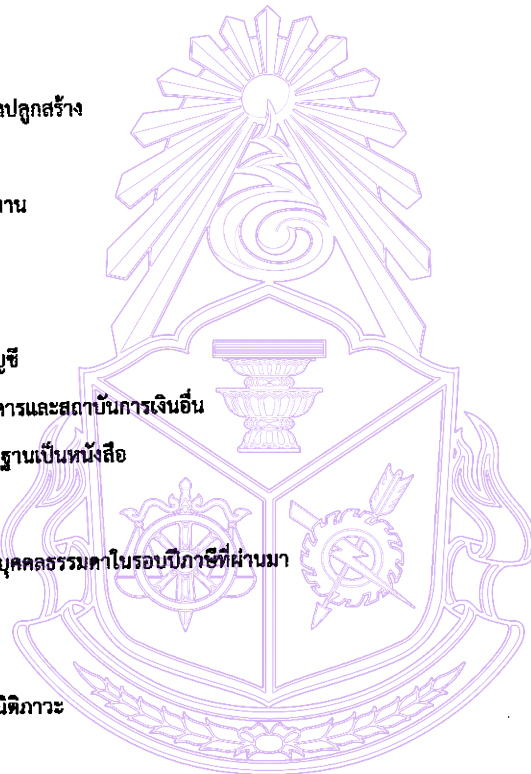 ปลูกสร้าง
าน
ญชี
คารและสถาบันการเงินอื่น
ฐานเป็นหนังสือ
บุคคลธรรมดาในรอบปีภาษีที่ผ่านมา
นิติภาวะ